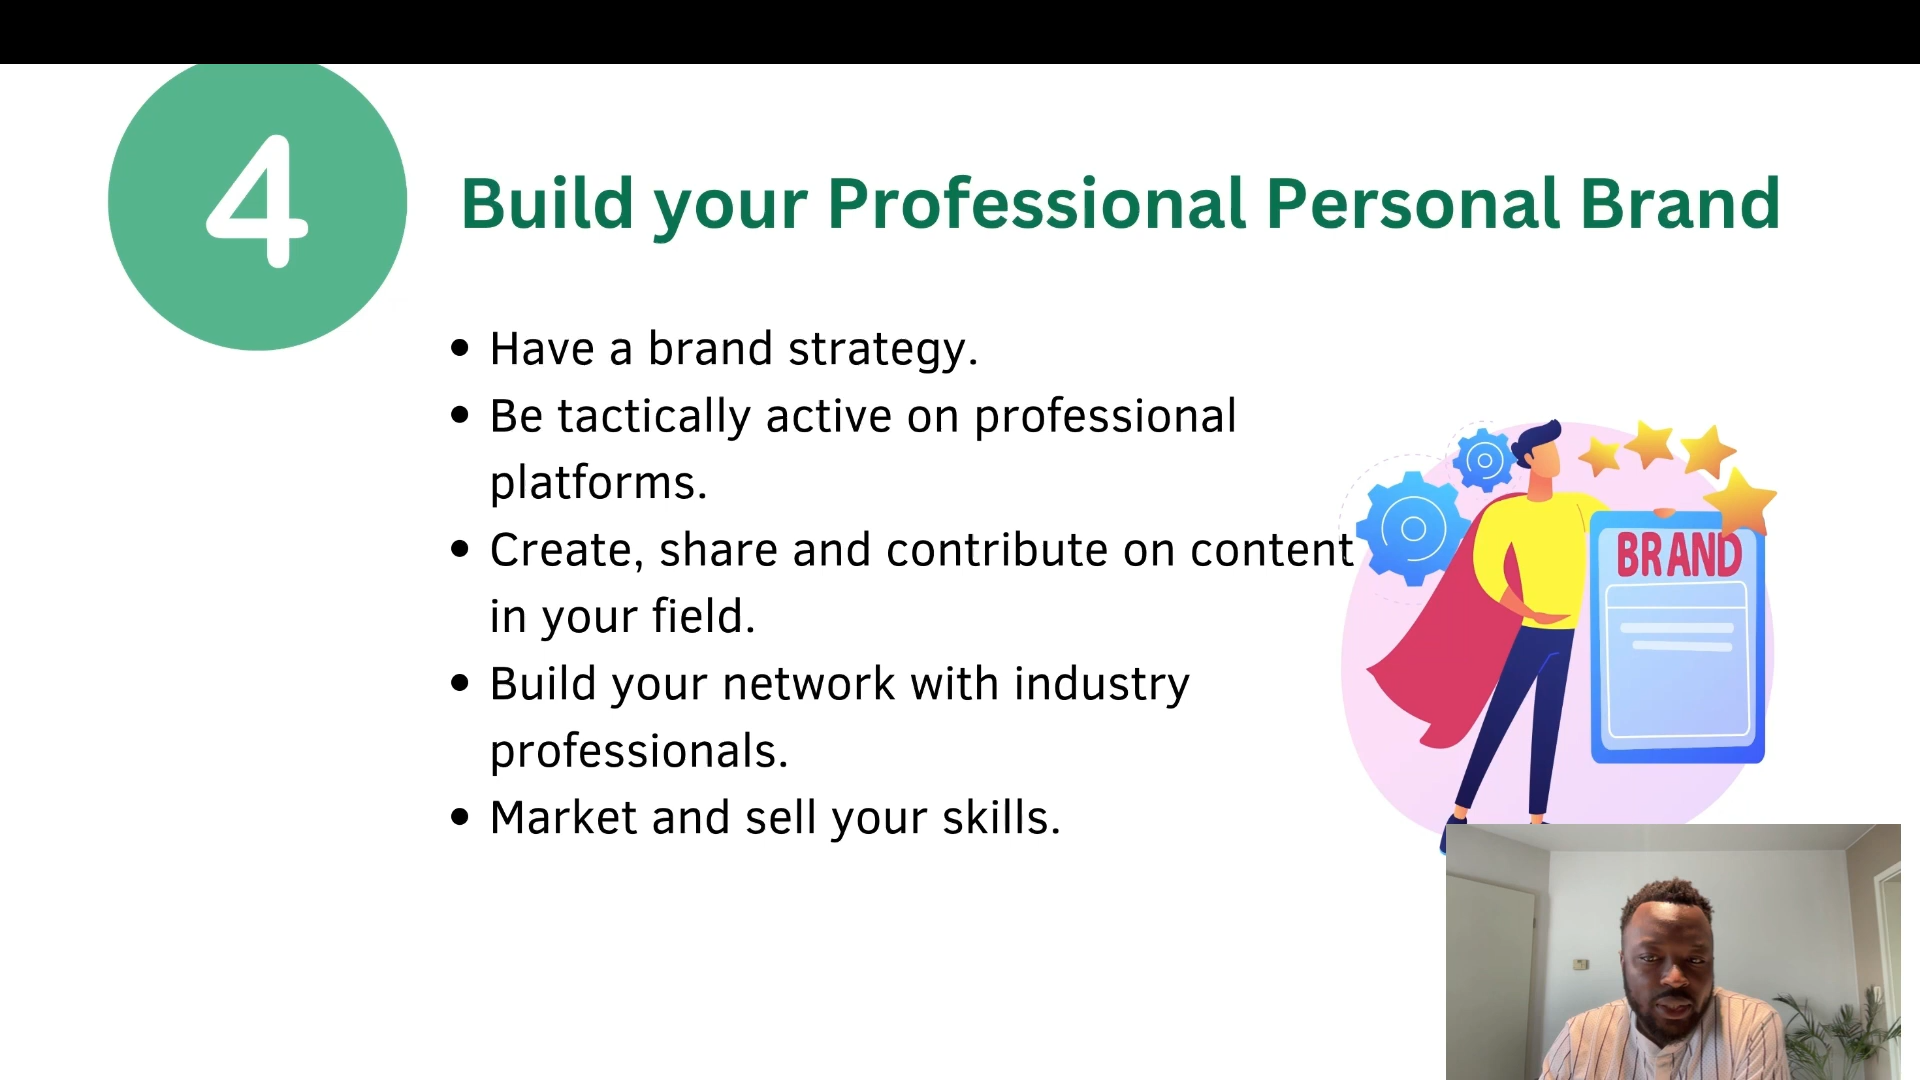 4
Build your Professional Personal Brand
• Have a brand strategy.
• Be tactically active on professional
platforms.
• Create, share and contribute on content
in your field.
• Build your network with industry
professionals.
• Market and sell your skills.
BRAND